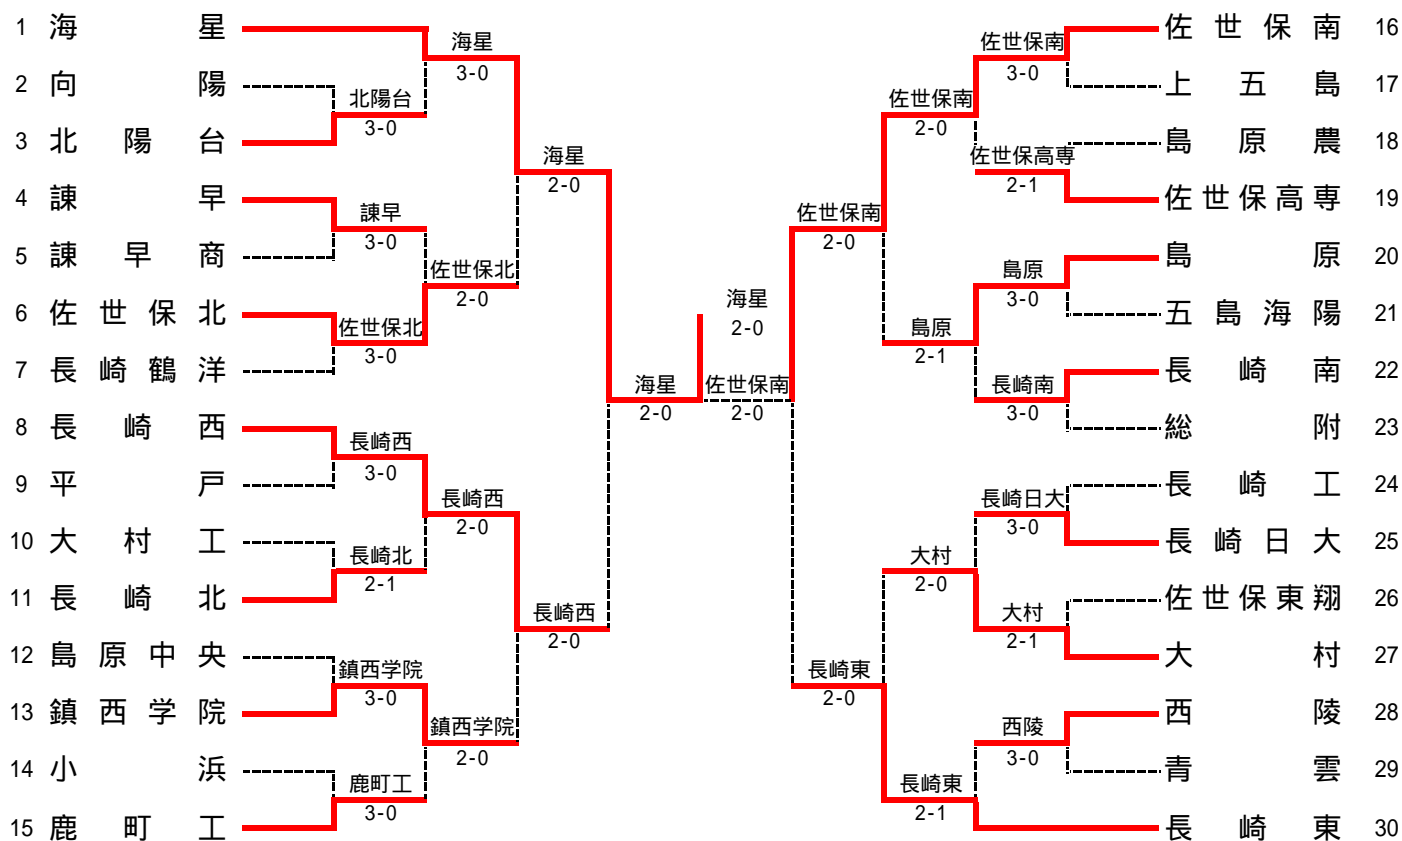 1 海星
2 向陽
3 北陽台
4 諫早
5 諫早商
6 佐世保北
7 長崎鶴洋
8 長崎西
9 平戸
10 大村工
11 長崎北
12 島原中央
13 鎮西学院
14 小浜
15 鹿町工
北陽台
3-0
諫早
3-0
佐世保北
3-0
長崎西
3-0
長崎北
2-1
鎮西学院
3-0
鹿町工
3-0
海星
3-0
佐世保北
2-0
長崎西
2-0
鎮西学院
2-0
海星
2-0
長崎西
2-0
海星
2-0
海星
2-0
佐世保南
2-0
佐世保南
2-0
長崎東
2-0
佐世保南
2-0
島原
2-1
大村
2-0
長崎東
2-1
佐世保南
3-0
佐世保高専
2-1
島原
3-0
長崎南
3-0
長崎日大
3-0
大村
2-1
西陵
3-0
佐世保南 16
上五島 17
島原農 18
佐世保高専 19
島原 20
五島海陽 21
長崎南 22
総附 23
長崎工 24
長崎日大 25
佐世保東翔 26
大村 27
西陵 28
青雲 29
長崎東 30